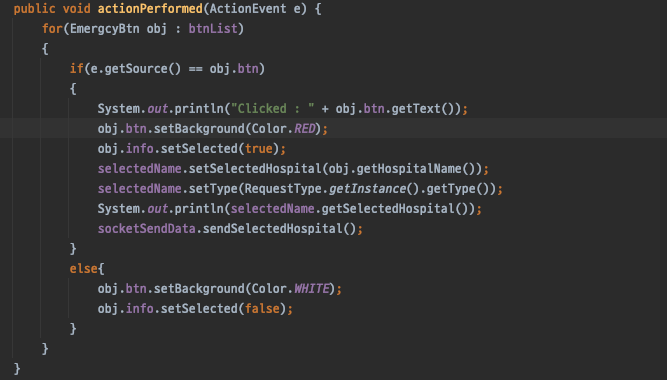 public void actionPerformed(ActionEvent e) {
for(EmergcyBtn obj : btnList)
{
if(e.getSource() == obj.btn)
{
System.out.println("Clicked : " + obj.btn.getText());
obj.btn.setBackground(Color.RED);
obj.info.setSelected(true);
selectedName.setSelectedHospital(obj.getHospitalName());
selectedName.setType(RequestType.getInstance().getType());
System.out.println(selectedName.getSelectedHospital());
socketSendData.sendSelectedHospital();
}
else{
obj.btn.setBackground(Color.WHITE);
obj.info.setSelected(false);
}
}
}